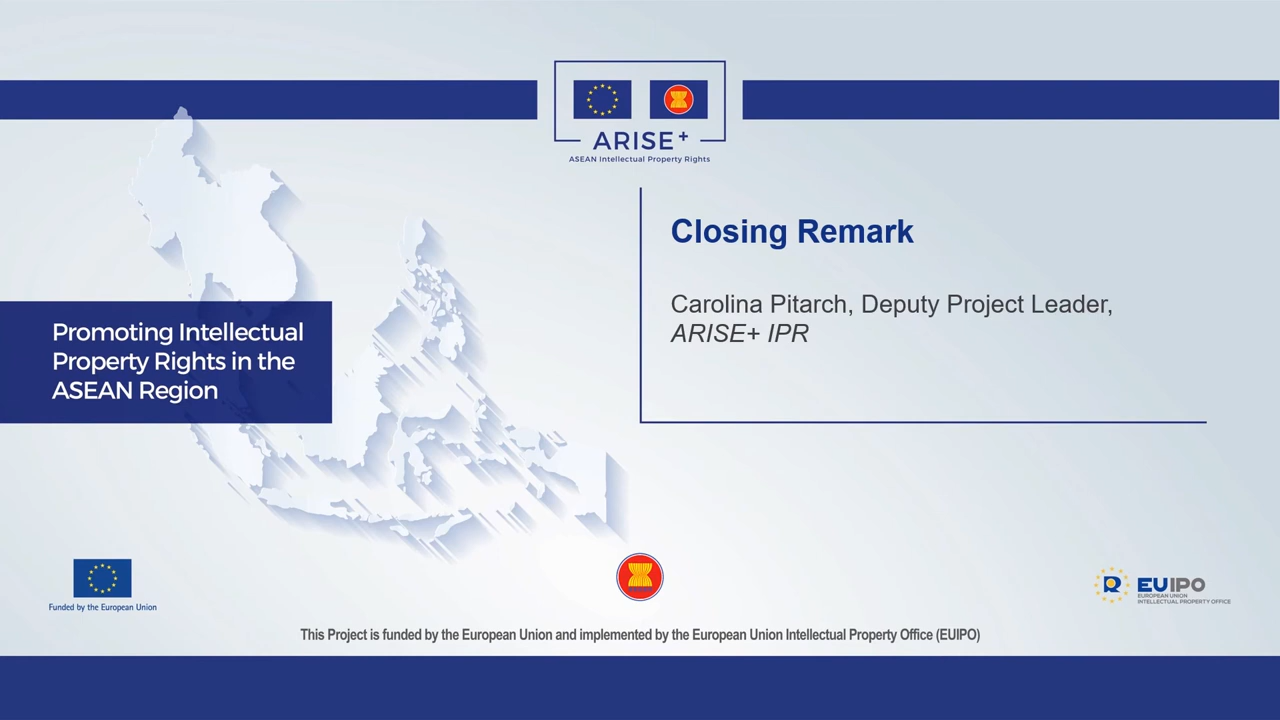 ARISE+
ASEAN Intellectual Property Rights
Closing Remark
Carolina Pitarch, Deputy Project Leader,
ARISE+ IPR
Promoting Intellectual
Property Rights in the
ASEAN Region
Funded by the European Union
EUIPO
EUROPEAN UNION
INTELLECTUAL PROPERTY OFFICE
This Project is funded by the European Union and implemented by the European Union Intellectual Property Office (EUIPO)